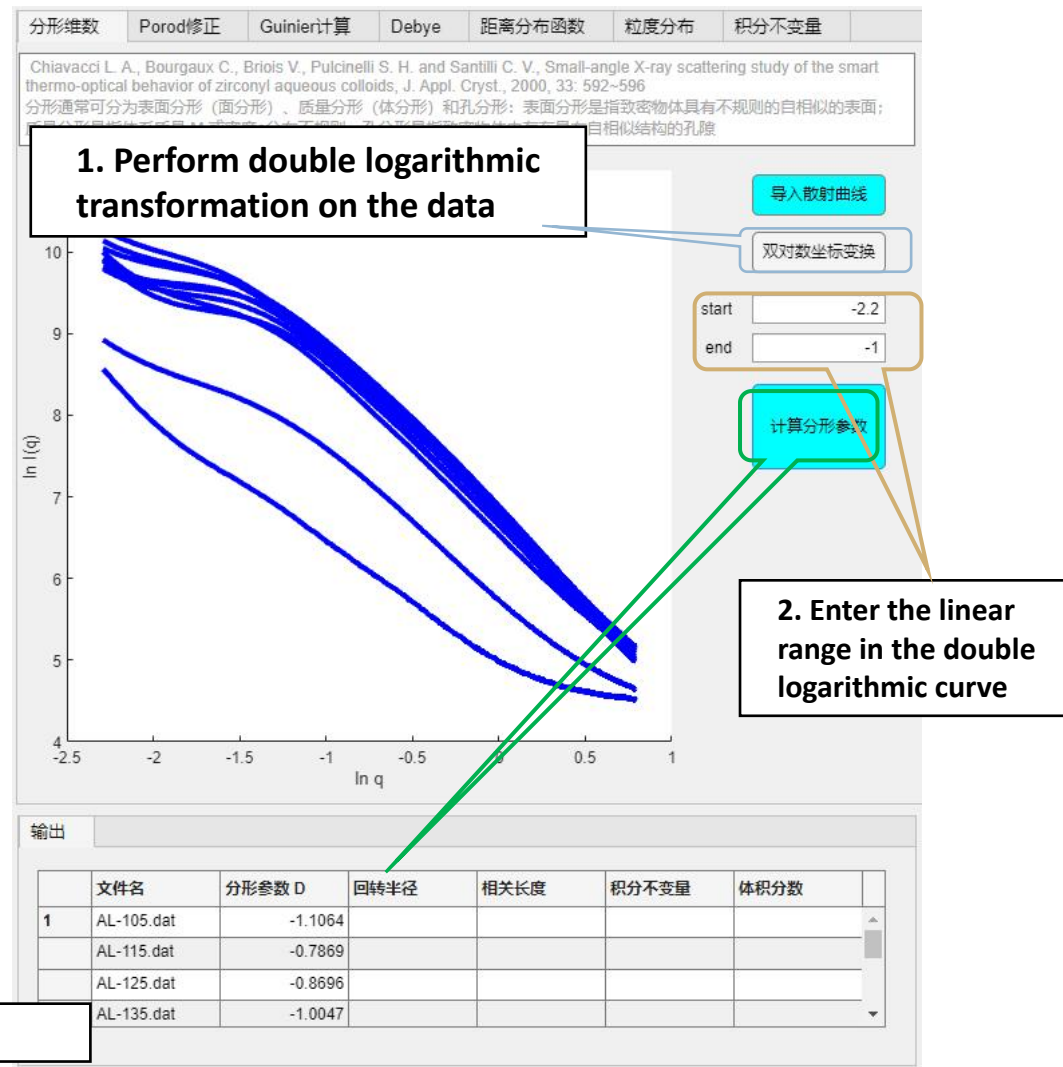 分形维数 Porod修正 Guinier计算 Debye 距离分布函数 粒度分布 积分不变量
Chiavacci L. A., Bourgaux C., Briois V., Pulcinelli S. H. and Santilli C. V., Small-angle X-ray scattering study of the smart
thermo-optical behavior of zirconyl aqueous colloids, J. Appl. Cryst., 2000, 33: 592~596
分形通常可分为表面分形（面分形）、质量分形（体分形）和孔分形：表面分形是指致密物体具有不规则的自相似的表面；
自相似结构的孔隙
1. Perform double logarithmic
transformation on the data
导入散射曲线
双对数坐标变换
start -2.2
end -1
计算分形参数
10
9
8
7
6
5
4
ln I(q)
-2.5 -2 -1.5 -1 -0.5 0 0.5 1
ln q
2. Enter the linear
range in the double
logarithmic curve
输出
文件名 分形参数 D 回转半径 相关长度 积分不变量 体积分数
1 AL-105.dat -1.1064
AL-115.dat -0.7869
AL-125.dat -0.8696
AL-135.dat -1.0047